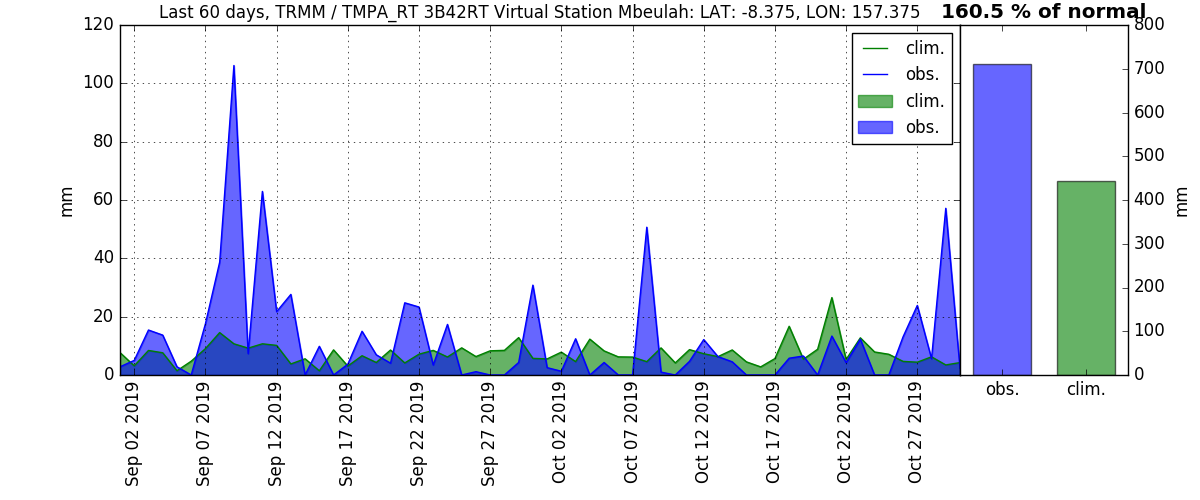 Last 60 days, TRMM / TMPA_RT 3B42RT Virtual Station Mbeulah: LAT: -8.375, LON: 157.375
160.5 % of normal
120
100
80
60
40
20
0
mm
clim.
obs.
clim.
obs.
800
700
600
500
400
300
200
100
0
mm
obs.
clim.
Sep 02 2019
Sep 07 2019
Sep 12 2019
Sep 17 2019
Sep 22 2019
Sep 27 2019
Oct 02 2019
Oct 07 2019
Oct 12 2019
Oct 17 2019
Oct 22 2019
Oct 27 2019